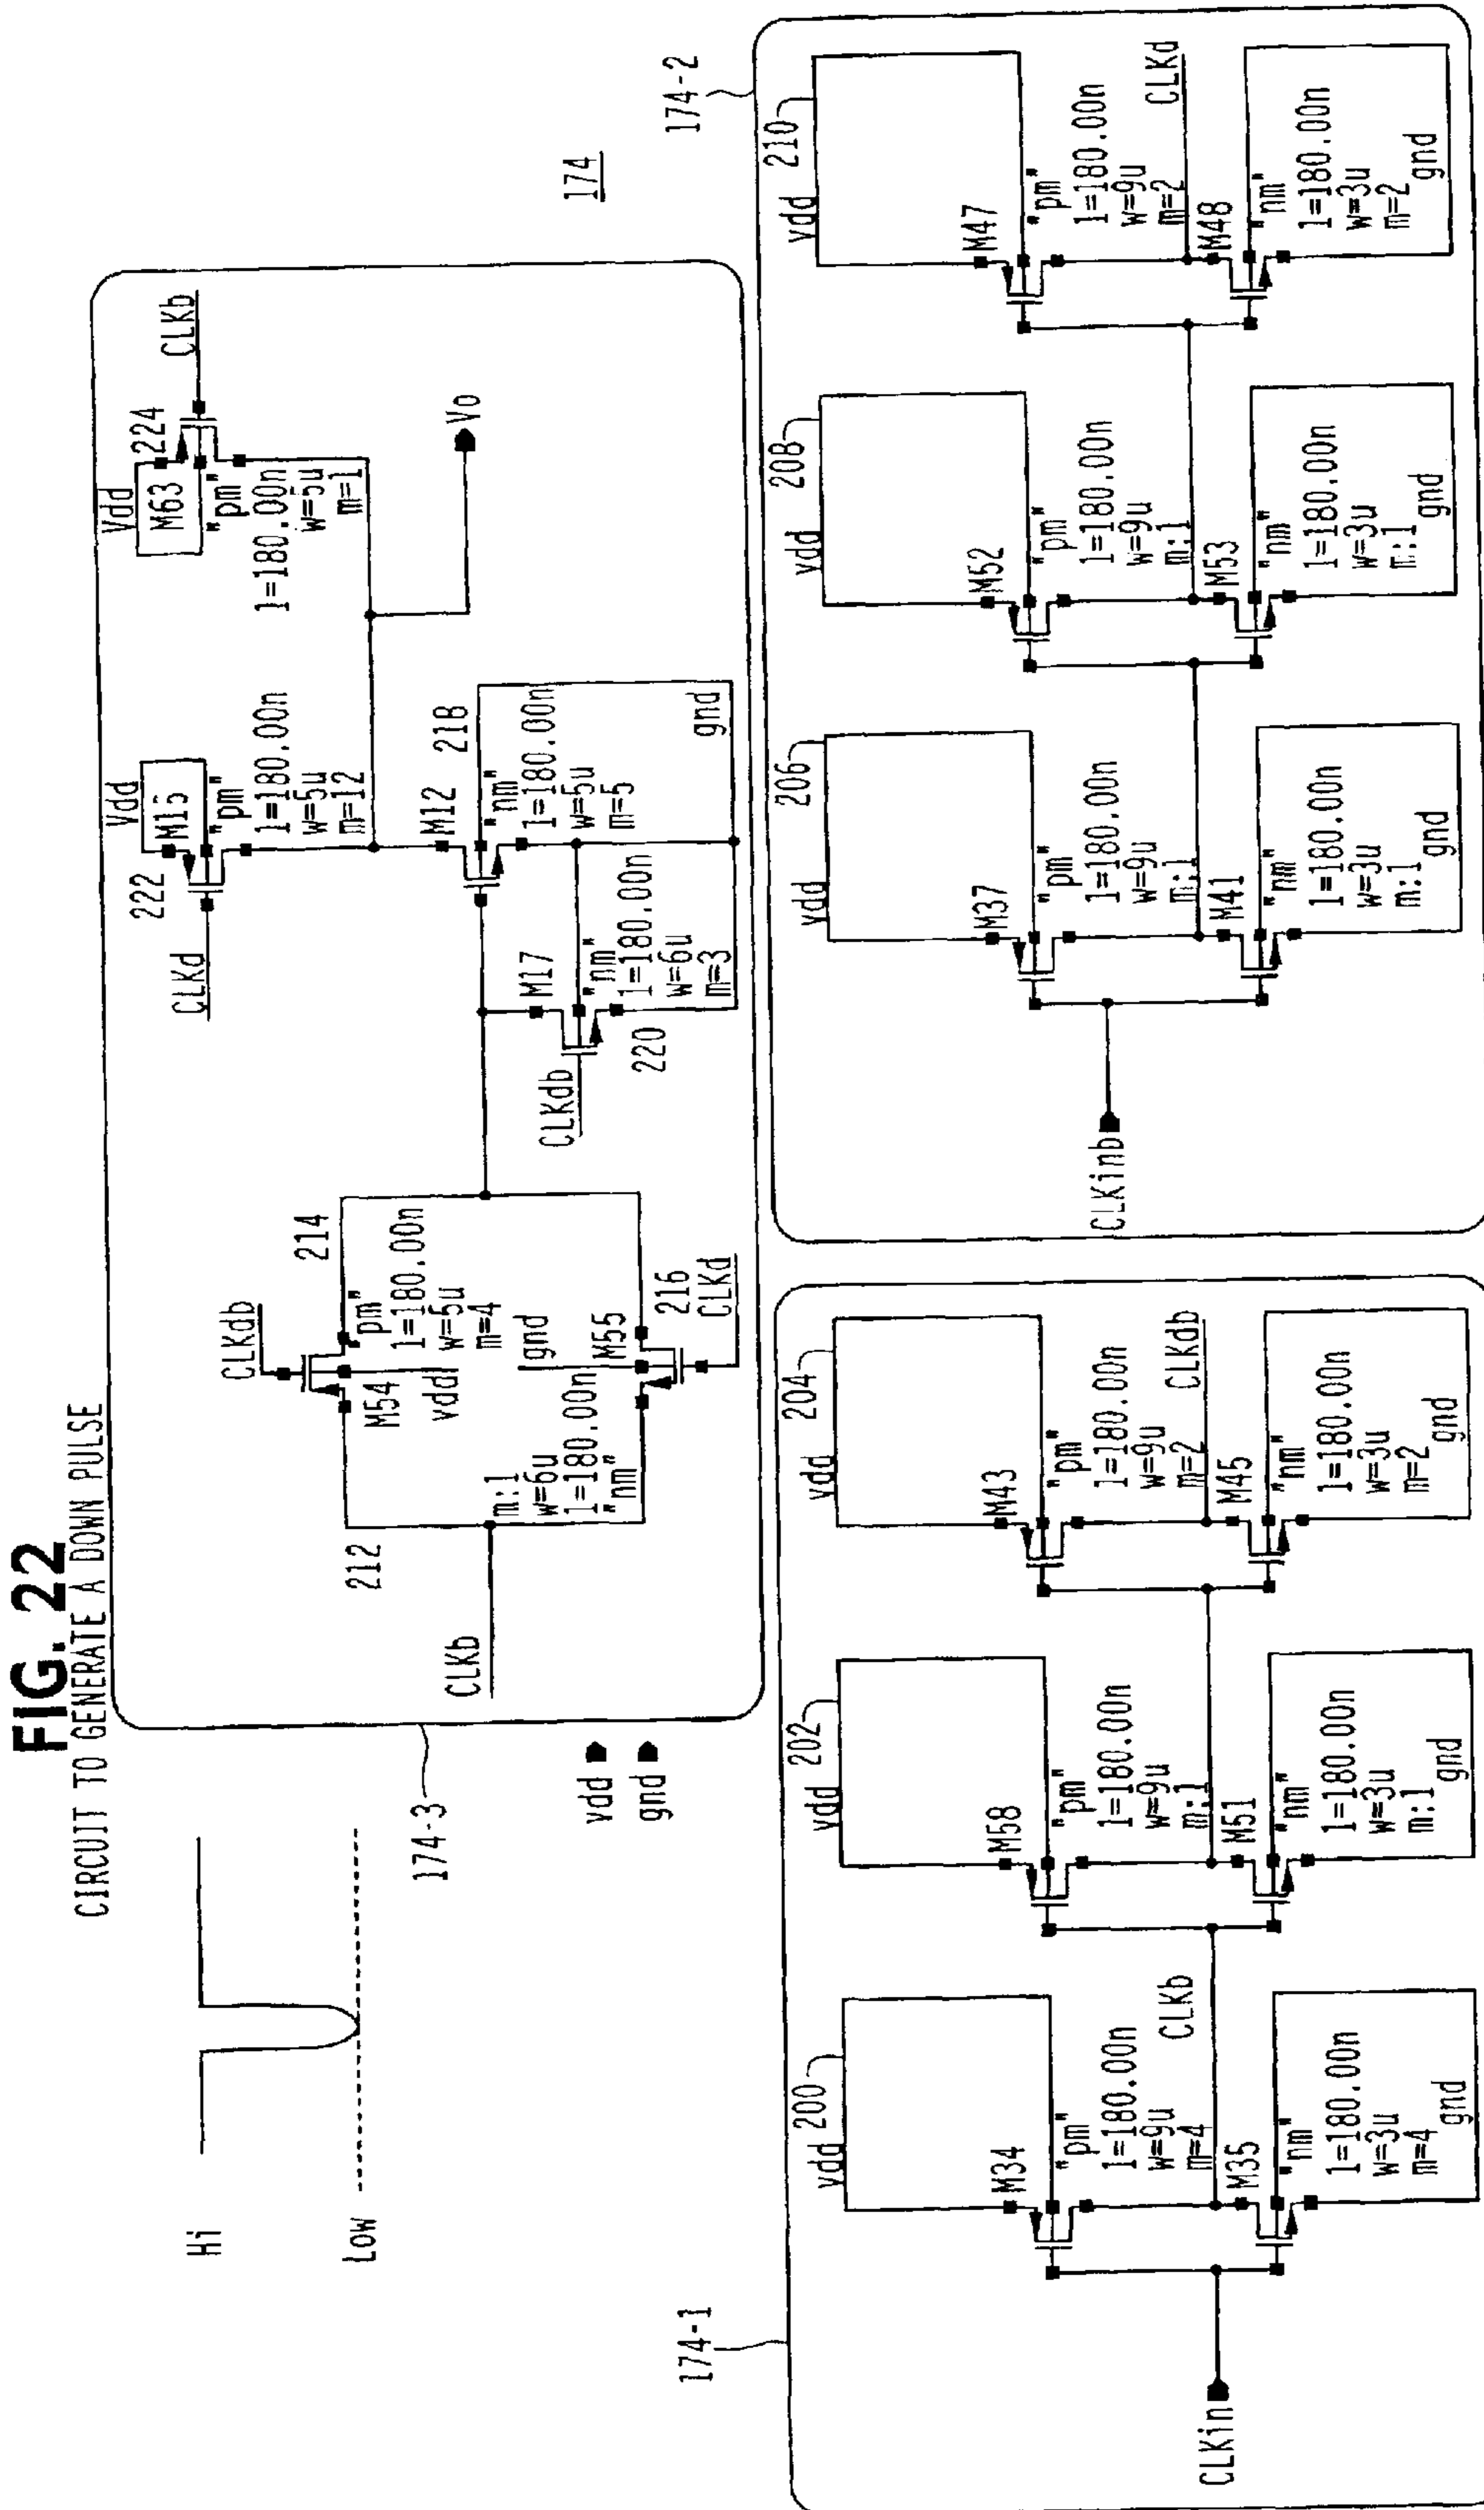 FIG. 22
CIRCUIT TO GENERATE A DOWN PULSE
Hi
Low
174-3
vdd
gnd
174
CLKb
212
CLKdb
214
M54
vdd
"pm"
l=180.00n
w=5u
m=4
m:1
w=6u
l=180.00n
"nm"
gnd
M55
216
CLKd
CLKdb
M17
"nm"
l=180.00n
w=6u
m=3
220
CLKd
222
Vdd
M15
"pm"
l=180.00n
w=5u
m=12
M12
218
"nm"
l=180.00n
w=5u
m=5
gnd
Vdd
M63
224
CLKb
"pm"
l=180.00n
w=5u
m=1
Vo
174-1
CLKin
vdd
200
M34
"pm"
l=180.00n
w=9u
m=4
CLKb
M35
"nm"
l=180.00n
w=3u
m=4
gnd
vdd
202
M58
"pm"
l=180.00n
w=9u
m:1
M51
"nm"
l=180.00n
w=3u
m:1
gnd
vdd
204
M43
"pm"
l=180.00n
w=9u
m=2
CLKdb
M45
"nm"
l=180.00n
w=3u
m=2
gnd
174-2
CLKinb
vdd
206
M37
"pm"
l=180.00n
w=9u
m:1
M41
"nm"
l=180.00n
w=3u
m:1
gnd
vdd
208
M52
"pm"
l=180.00n
w=9u
m:1
M53
"nm"
l=180.00n
w=3u
m:1
gnd
vdd
210
M47
"pm"
l=180.00n
w=9u
m=2
CLKd
M48
"nm"
l=180.00n
w=3u
m=2
gnd